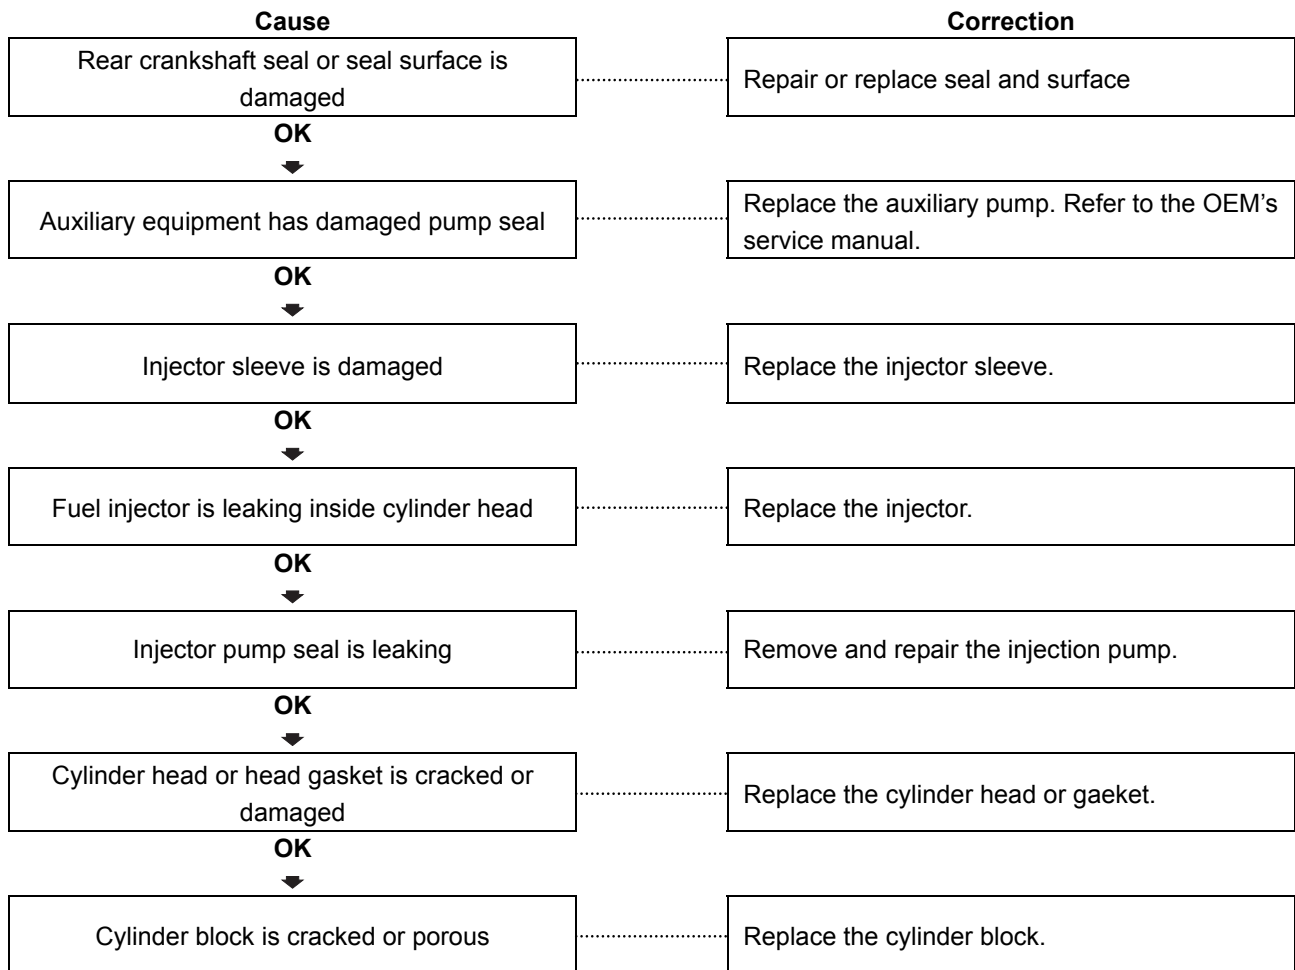 Cause
Correction
Rear crankshaft seal or seal surface is
damaged
Repair or replace seal and surface
OK
Auxiliary equipment has damaged pump seal
Replace the auxiliary pump. Refer to the OEM’s
service manual.
OK
Injector sleeve is damaged
Replace the injector sleeve.
OK
Fuel injector is leaking inside cylinder head
Replace the injector.
OK
Injector pump seal is leaking
Remove and repair the injection pump.
OK
Cylinder head or head gasket is cracked or
damaged
Replace the cylinder head or gaeket.
OK
Cylinder block is cracked or porous
Replace the cylinder block.